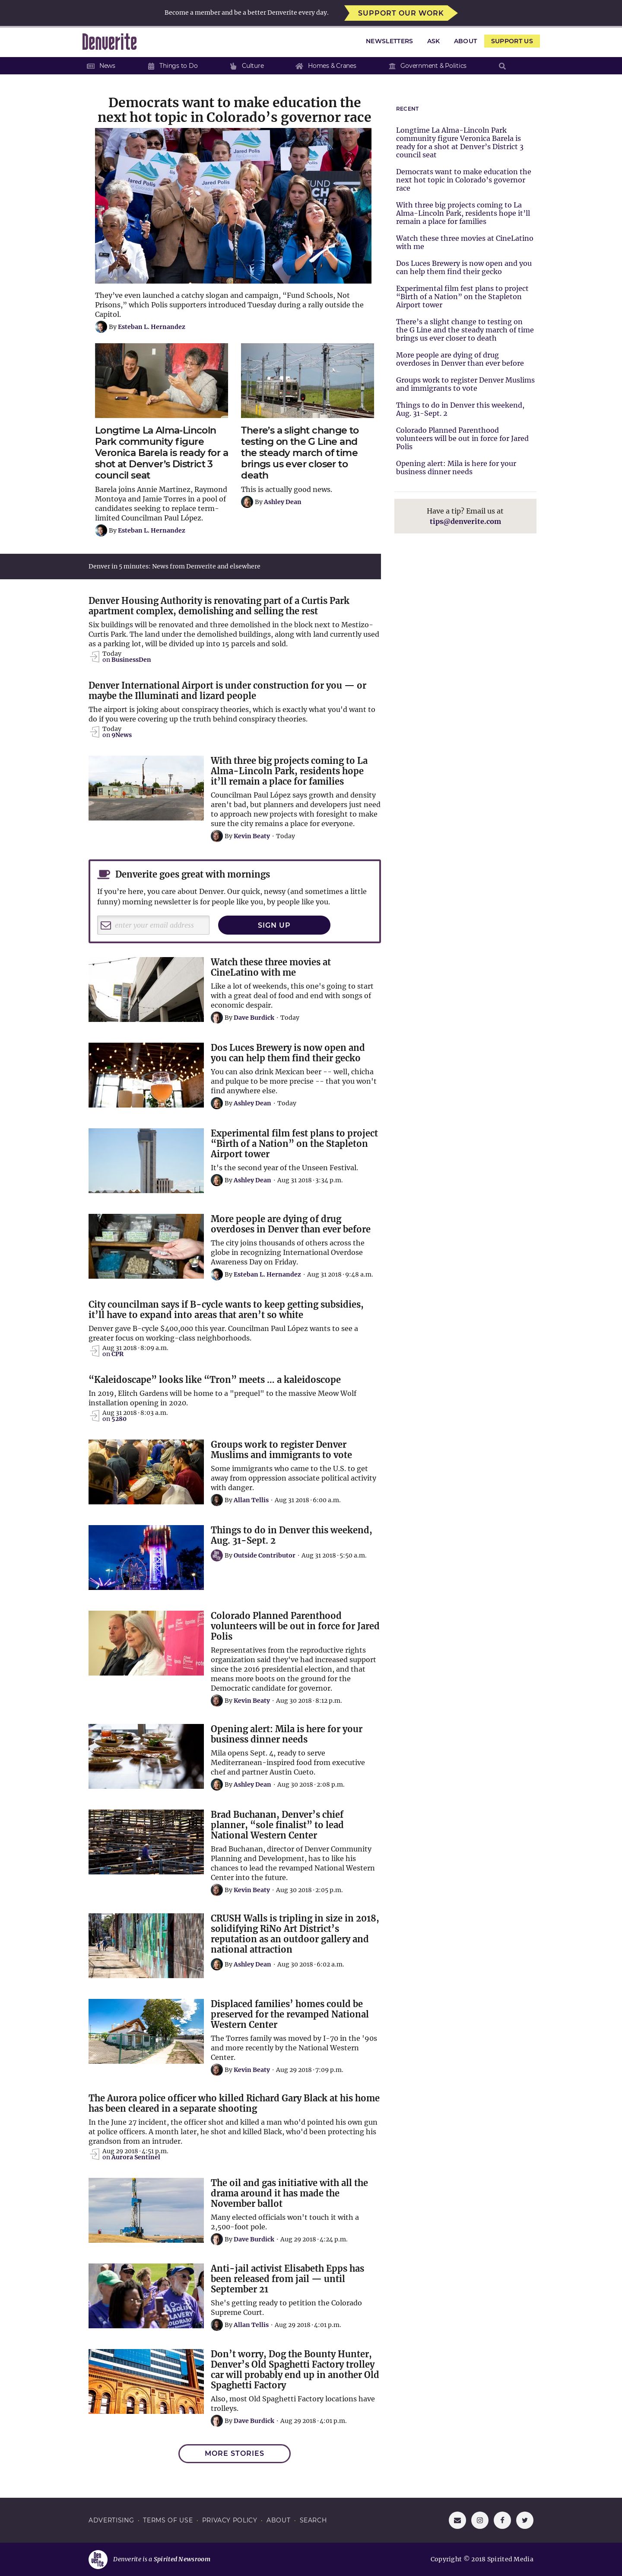 Become a member and be a better Denverite every day.
SUPPORT OUR WORK
Denverite
NEWSLETTERS
ASK
ABOUT
SUPPORT US
News
Things to Do
Culture
Homes & Cranes
Government & Politics
Democrats want to make education the
next hot topic in Colorado’s governor race
Jared Polis
Jared Polis
Jared Polis
FUND
They’ve even launched a catchy slogan and campaign, “Fund Schools, Not
Prisons,” which Polis supporters introduced Tuesday during a rally outside the
Capitol.
By Esteban L. Hernandez
Longtime La Alma-Lincoln
Park community figure
Veronica Barela is ready for a
shot at Denver’s District 3
council seat
Barela joins Annie Martinez, Raymond
Montoya and Jamie Torres in a pool of
candidates seeking to replace term-
limited Councilman Paul López.
By Esteban L. Hernandez
There’s a slight change to
testing on the G Line and
the steady march of time
brings us ever closer to
death
This is actually good news.
By Ashley Dean
RECENT
Longtime La Alma-Lincoln Park
community figure Veronica Barela is
ready for a shot at Denver’s District 3
council seat
Democrats want to make education the
next hot topic in Colorado’s governor
race
With three big projects coming to La
Alma-Lincoln Park, residents hope it’ll
remain a place for families
Watch these three movies at CineLatino
with me
Dos Luces Brewery is now open and you
can help them find their gecko
Experimental film fest plans to project
“Birth of a Nation” on the Stapleton
Airport tower
There’s a slight change to testing on
the G Line and the steady march of time
brings us ever closer to death
More people are dying of drug
overdoses in Denver than ever before
Groups work to register Denver Muslims
and immigrants to vote
Things to do in Denver this weekend,
Aug. 31-Sept. 2
Colorado Planned Parenthood
volunteers will be out in force for Jared
Polis
Opening alert: Mila is here for your
business dinner needs
Have a tip? Email us at
tips@denverite.com
Denver in 5 minutes: News from Denverite and elsewhere
Denver Housing Authority is renovating part of a Curtis Park
apartment complex, demolishing and selling the rest
Six buildings will be renovated and three demolished in the block next to Mestizo-
Curtis Park. The land under the demolished buildings, along with land currently used
as a parking lot, will be divided up into 15 parcels and sold.
Today
on BusinessDen
Denver International Airport is under construction for you — or
maybe the Illuminati and lizard people
The airport is joking about conspiracy theories, which is exactly what you'd want to
do if you were covering up the truth behind conspiracy theories.
Today
on 9News
With three big projects coming to La
Alma-Lincoln Park, residents hope
it’ll remain a place for families
Councilman Paul López says growth and density
aren't bad, but planners and developers just need
to approach new projects with foresight to make
sure the city remains a place for everyone.
By Kevin Beaty · Today
Denverite goes great with mornings
If you're here, you care about Denver. Our quick, newsy (and sometimes a little
funny) morning newsletter is for people like you, by people like you.
enter your email address
SIGN UP
Watch these three movies at
CineLatino with me
Like a lot of weekends, this one's going to start
with a great deal of food and end with songs of
economic despair.
By Dave Burdick · Today
Dos Luces Brewery is now open and
you can help them find their gecko
You can also drink Mexican beer -- well, chicha
and pulque to be more precise -- that you won't
find anywhere else.
By Ashley Dean · Today
Experimental film fest plans to project
“Birth of a Nation” on the Stapleton
Airport tower
It's the second year of the Unseen Festival.
By Ashley Dean · Aug 31 2018 · 3:34 p.m.
More people are dying of drug
overdoses in Denver than ever before
The city joins thousands of others across the
globe in recognizing International Overdose
Awareness Day on Friday.
By Esteban L. Hernandez · Aug 31 2018 · 9:48 a.m.
City councilman says if B-cycle wants to keep getting subsidies,
it’ll have to expand into areas that aren’t so white
Denver gave B-cycle $400,000 this year. Councilman Paul López wants to see a
greater focus on working-class neighborhoods.
Aug 31 2018 · 8:09 a.m.
on CPR
“Kaleidoscape” looks like “Tron” meets … a kaleidoscope
In 2019, Elitch Gardens will be home to a "prequel" to the massive Meow Wolf
installation opening in 2020.
Aug 31 2018 · 8:03 a.m.
on 5280
Groups work to register Denver
Muslims and immigrants to vote
Some immigrants who came to the U.S. to get
away from oppression associate political activity
with danger.
By Allan Tellis · Aug 31 2018 · 6:00 a.m.
Things to do in Denver this weekend,
Aug. 31-Sept. 2
By Outside Contributor · Aug 31 2018 · 5:50 a.m.
Colorado Planned Parenthood
volunteers will be out in force for Jared
Polis
Representatives from the reproductive rights
organization said they've had increased support
since the 2016 presidential election, and that
means more boots on the ground for the
Democratic candidate for governor.
By Kevin Beaty · Aug 30 2018 · 8:12 p.m.
Opening alert: Mila is here for your
business dinner needs
Mila opens Sept. 4, ready to serve
Mediterranean-inspired food from executive
chef and partner Austin Cueto.
By Ashley Dean · Aug 30 2018 · 2:08 p.m.
Brad Buchanan, Denver’s chief
planner, “sole finalist” to lead
National Western Center
Brad Buchanan, director of Denver Community
Planning and Development, has to like his
chances to lead the revamped National Western
Center into the future.
By Kevin Beaty · Aug 30 2018 · 2:05 p.m.
CRUSH Walls is tripling in size in 2018,
solidifying RiNo Art District’s
reputation as an outdoor gallery and
national attraction
By Ashley Dean · Aug 30 2018 · 6:02 a.m.
Displaced families’ homes could be
preserved for the revamped National
Western Center
The Torres family was moved by I-70 in the '90s
and more recently by the National Western
Center.
By Kevin Beaty · Aug 29 2018 · 7:09 p.m.
The Aurora police officer who killed Richard Gary Black at his home
has been cleared in a separate shooting
In the June 27 incident, the officer shot and killed a man who'd pointed his own gun
at police officers. A month later, he shot and killed Black, who'd been protecting his
grandson from an intruder.
Aug 29 2018 · 4:51 p.m.
on Aurora Sentinel
The oil and gas initiative with all the
drama around it has made the
November ballot
Many elected officials won't touch it with a
2,500-foot pole.
By Dave Burdick · Aug 29 2018 · 4:24 p.m.
Anti-jail activist Elisabeth Epps has
been released from jail — until
September 21
She's getting ready to petition the Colorado
Supreme Court.
By Allan Tellis · Aug 29 2018 · 4:01 p.m.
Don’t worry, Dog the Bounty Hunter,
Denver’s Old Spaghetti Factory trolley
car will probably end up in another Old
Spaghetti Factory
Also, most Old Spaghetti Factory locations have
trolleys.
By Dave Burdick · Aug 29 2018 · 4:01 p.m.
MORE STORIES
ADVERTISING · TERMS OF USE · PRIVACY POLICY · ABOUT · SEARCH
Denverite is a Spirited Newsroom
Copyright © 2018 Spirited Media